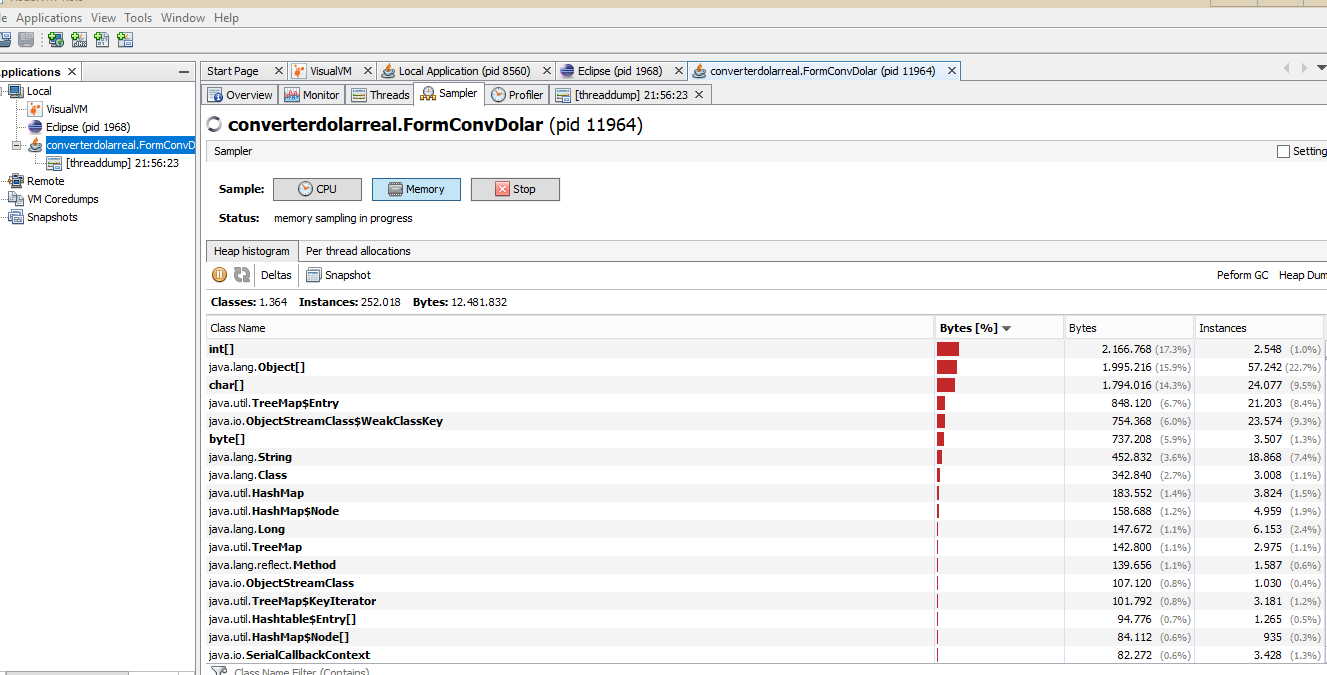 Applications View Tools Window Help
Applications ×
Local
VisualVM
Eclipse (pid 1968)
converterdolarreal.FormConvD
[threaddump] 21:56:23
Remote
VM Coredumps
Snapshots
Start Page × VisualVM × Local Application (pid 8560) × Eclipse (pid 1968) × converterdolarreal.FormConvDolar (pid 11964) ×
Overview Monitor Threads Sampler Profiler [threaddump] 21:56:23 ×
converterdolarreal.FormConvDolar (pid 11964)
Sampler Setting
Sample: CPU Memory Stop
Status: memory sampling in progress
Heap histogram Per thread allocations
Deltas Snapshot Peform GC Heap Dum
Classes: 1.364 Instances: 252.018 Bytes: 12.481.832
Class Name Bytes [%] Bytes Instances
int[] 2.166.768 (17.3%) 2.548 (1.0%)
java.lang.Object[] 1.995.216 (15.9%) 57.242 (22.7%)
char[] 1.794.016 (14.3%) 24.077 (9.5%)
java.util.TreeMap$Entry 848.120 (6.7%) 21.203 (8.4%)
java.io.ObjectStreamClass$WeakClassKey 754.368 (6.0%) 23.574 (9.3%)
byte[] 737.208 (5.9%) 3.507 (1.3%)
java.lang.String 452.832 (3.6%) 18.868 (7.4%)
java.lang.Class 342.840 (2.7%) 3.008 (1.1%)
java.util.HashMap 183.552 (1.4%) 3.824 (1.5%)
java.util.HashMap$Node 158.688 (1.2%) 4.959 (1.9%)
java.lang.Long 147.672 (1.1%) 6.153 (2.4%)
java.util.TreeMap 142.800 (1.1%) 2.975 (1.1%)
java.lang.reflect.Method 139.656 (1.1%) 1.587 (0.6%)
java.io.ObjectStreamClass 107.120 (0.8%) 1.030 (0.4%)
java.util.TreeMap$KeyIterator 101.792 (0.8%) 3.181 (1.2%)
java.util.Hashtable$Entry[] 94.776 (0.7%) 1.265 (0.5%)
java.util.HashMap$Node[] 84.112 (0.6%) 935 (0.3%)
java.io.SerialCallbackContext 82.272 (0.6%) 3.428 (1.3%)
Class Name Filter (Contains)